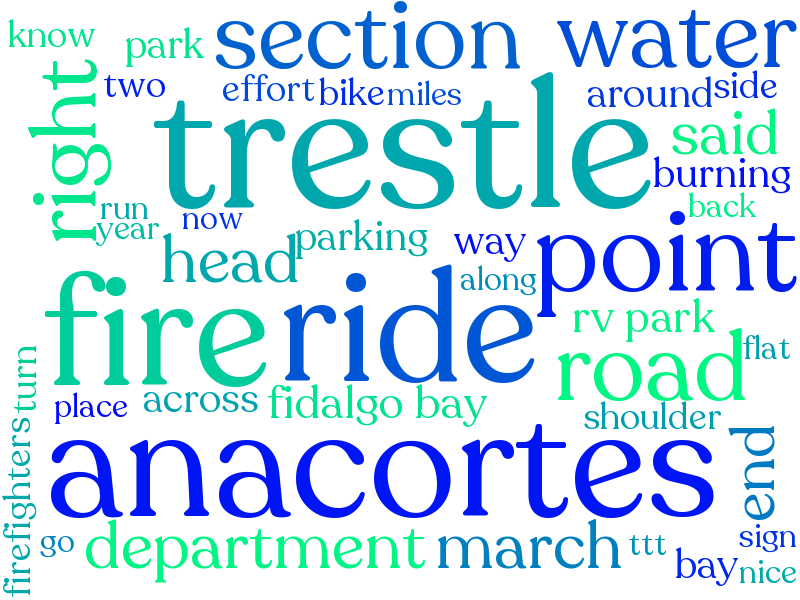 know
park
section
water
right
two
effort
bike
miles
around
side
trestle
said
burning
back
run
year
now
head
parking
way
along
point
fire
ride
rv park
road
flat
turn
place
across
fidalgo bay
shoulder
firefighters
anacortes
end
go
department
march
ttt
bay
sign
nice